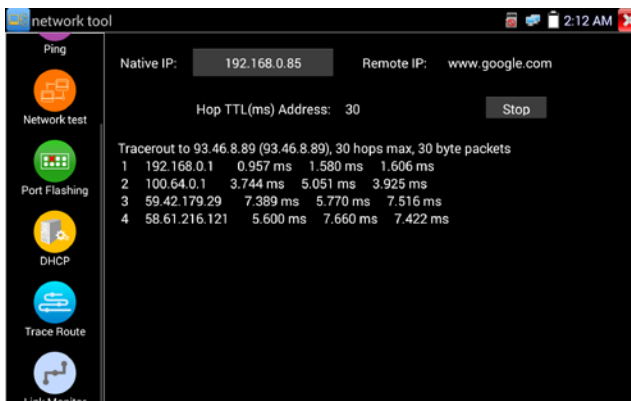 network tool
2:12 AM
Ping
Network test
Port Flashing
DHCP
Trace Route
Link Monitor
Native IP: 192.168.0.85 Remote IP: www.google.com
Hop TTL(ms) Address: 30 Stop
Tracerout to 93.46.8.89 (93.46.8.89), 30 hops max, 30 byte packets
1 192.168.0.1 0.957 ms 1.580 ms 1.606 ms
2 100.64.0.1 3.744 ms 5.051 ms 3.925 ms
3 59.42.179.29 7.389 ms 5.770 ms 7.516 ms
4 58.61.216.121 5.600 ms 7.660 ms 7.422 ms